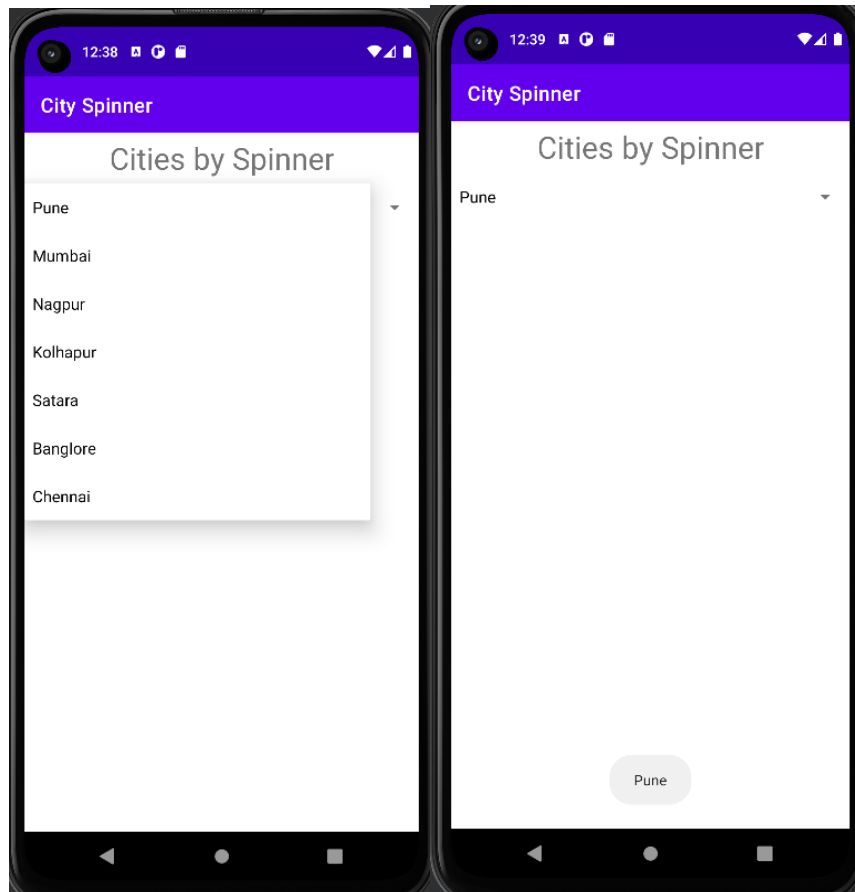 12:38
City Spinner
Cities by Spinner
Pune
Mumbai
Nagpur
Kolhapur
Satara
Banglore
Chennai
12:39
City Spinner
Cities by Spinner
Pune
Pune